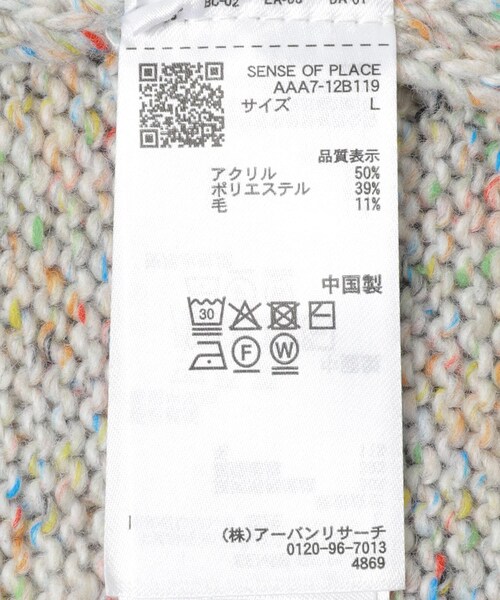 SENSE OF PLACE
AAA7-12B119
サイズ L
品質表示
アクリル 50%
ポリエステル 39%
毛 11%
中国製
30
F W
(株)アーバンリサーチ
0120-96-7013
4869